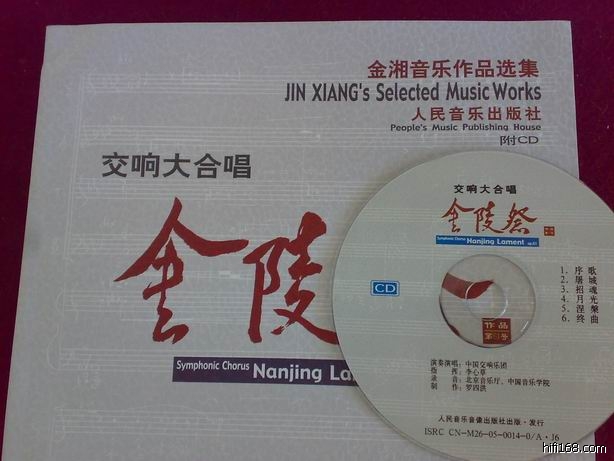 金湘音乐作品选集
JIN XIANG's Selected Music Works
人民音乐出版社
People's Music Publishing House
附CD
交响大合唱
金陵
Symphonic Chorus Nanjing Lam
交响大合唱
金陵祭
Symphonic Chorus Nanjing Lament
CD
1. 序歌
2. 屠城
3. 招魂
4. 月光
5. 涅槃
6. 终曲
作品
演奏演唱：中国交响乐团
指 挥：李心草
录 音：北京音乐厅、中国音乐学院
制 作：罗四洪
人民音乐音像出版社出版·发行
ISRC CN-M26-05-0014-0/A·J6
hifi168.com